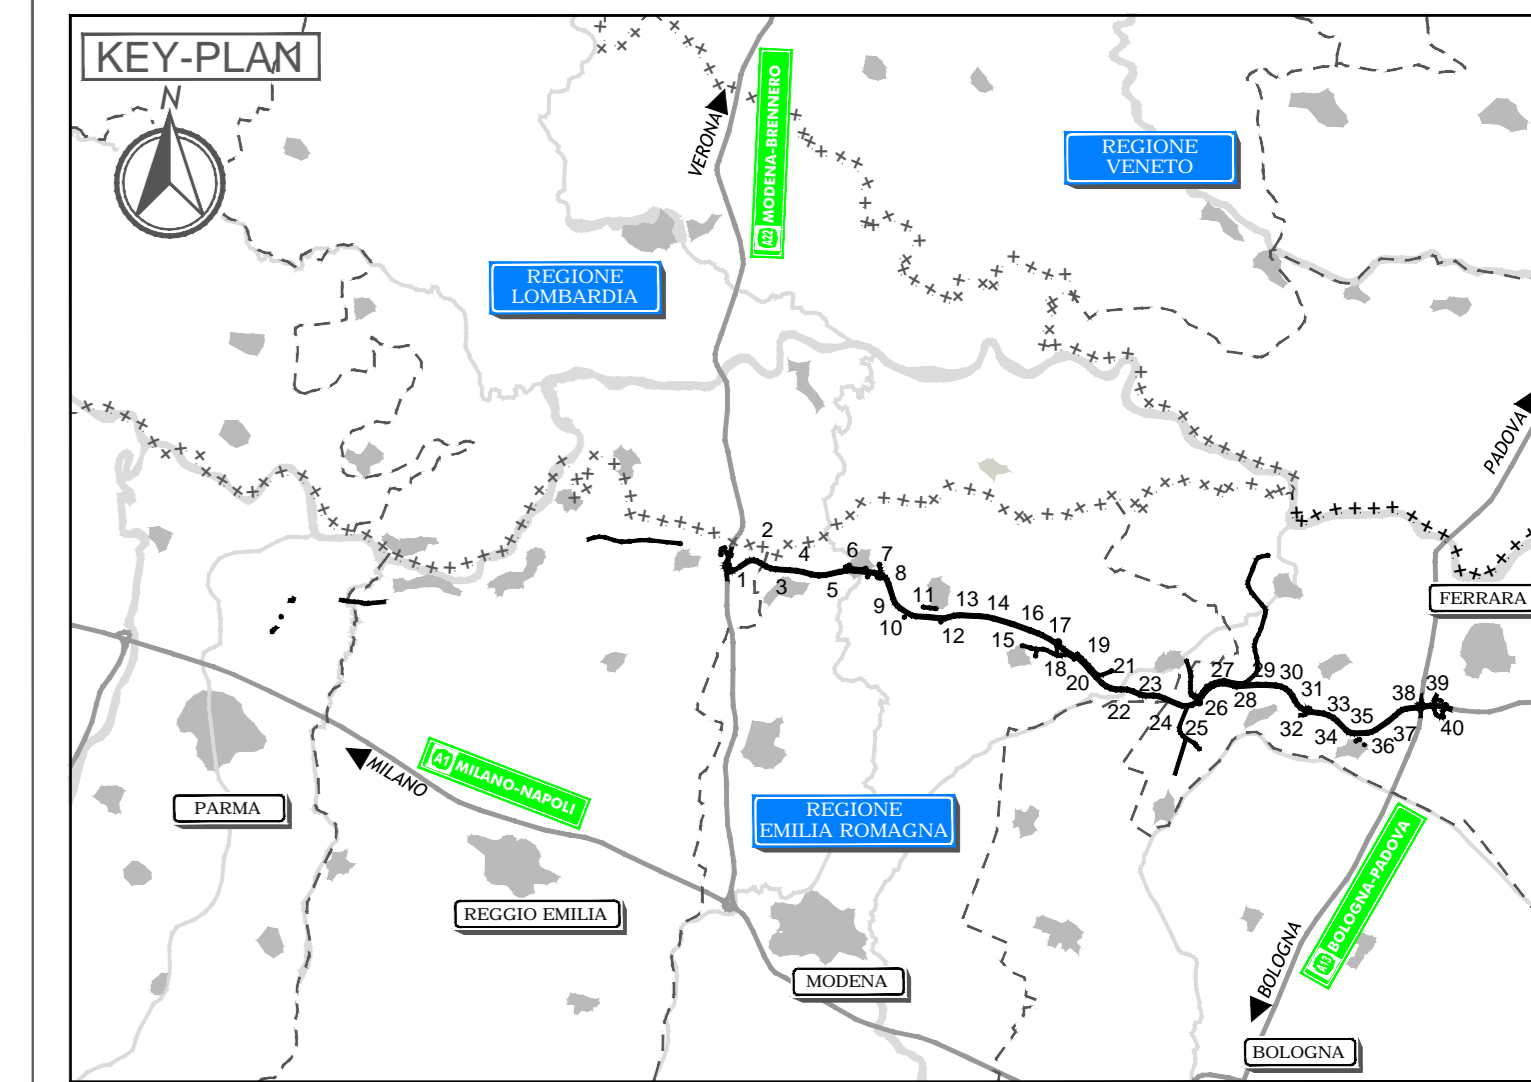 KEY-PLAN
N
VERONA
A22 MODENA-BRENNERO
REGIONE
VENETO
REGIONE
LOMBARDIA
PADOVA
2
4
6
7
1
3
5
8
9
10
11
12
13
14
15
16
17
18
19
20
21
22
23
24
25
26
27
28
29
30
31
32
33
34
35
36
37
38
39
40
FERRARA
MILANO
A1 MILANO-NAPOLI
PARMA
REGIONE
EMILIA ROMAGNA
A13 BOLOGNA-PADOVA
REGGIO EMILIA
MODENA
BOLOGNA
BOLOGNA